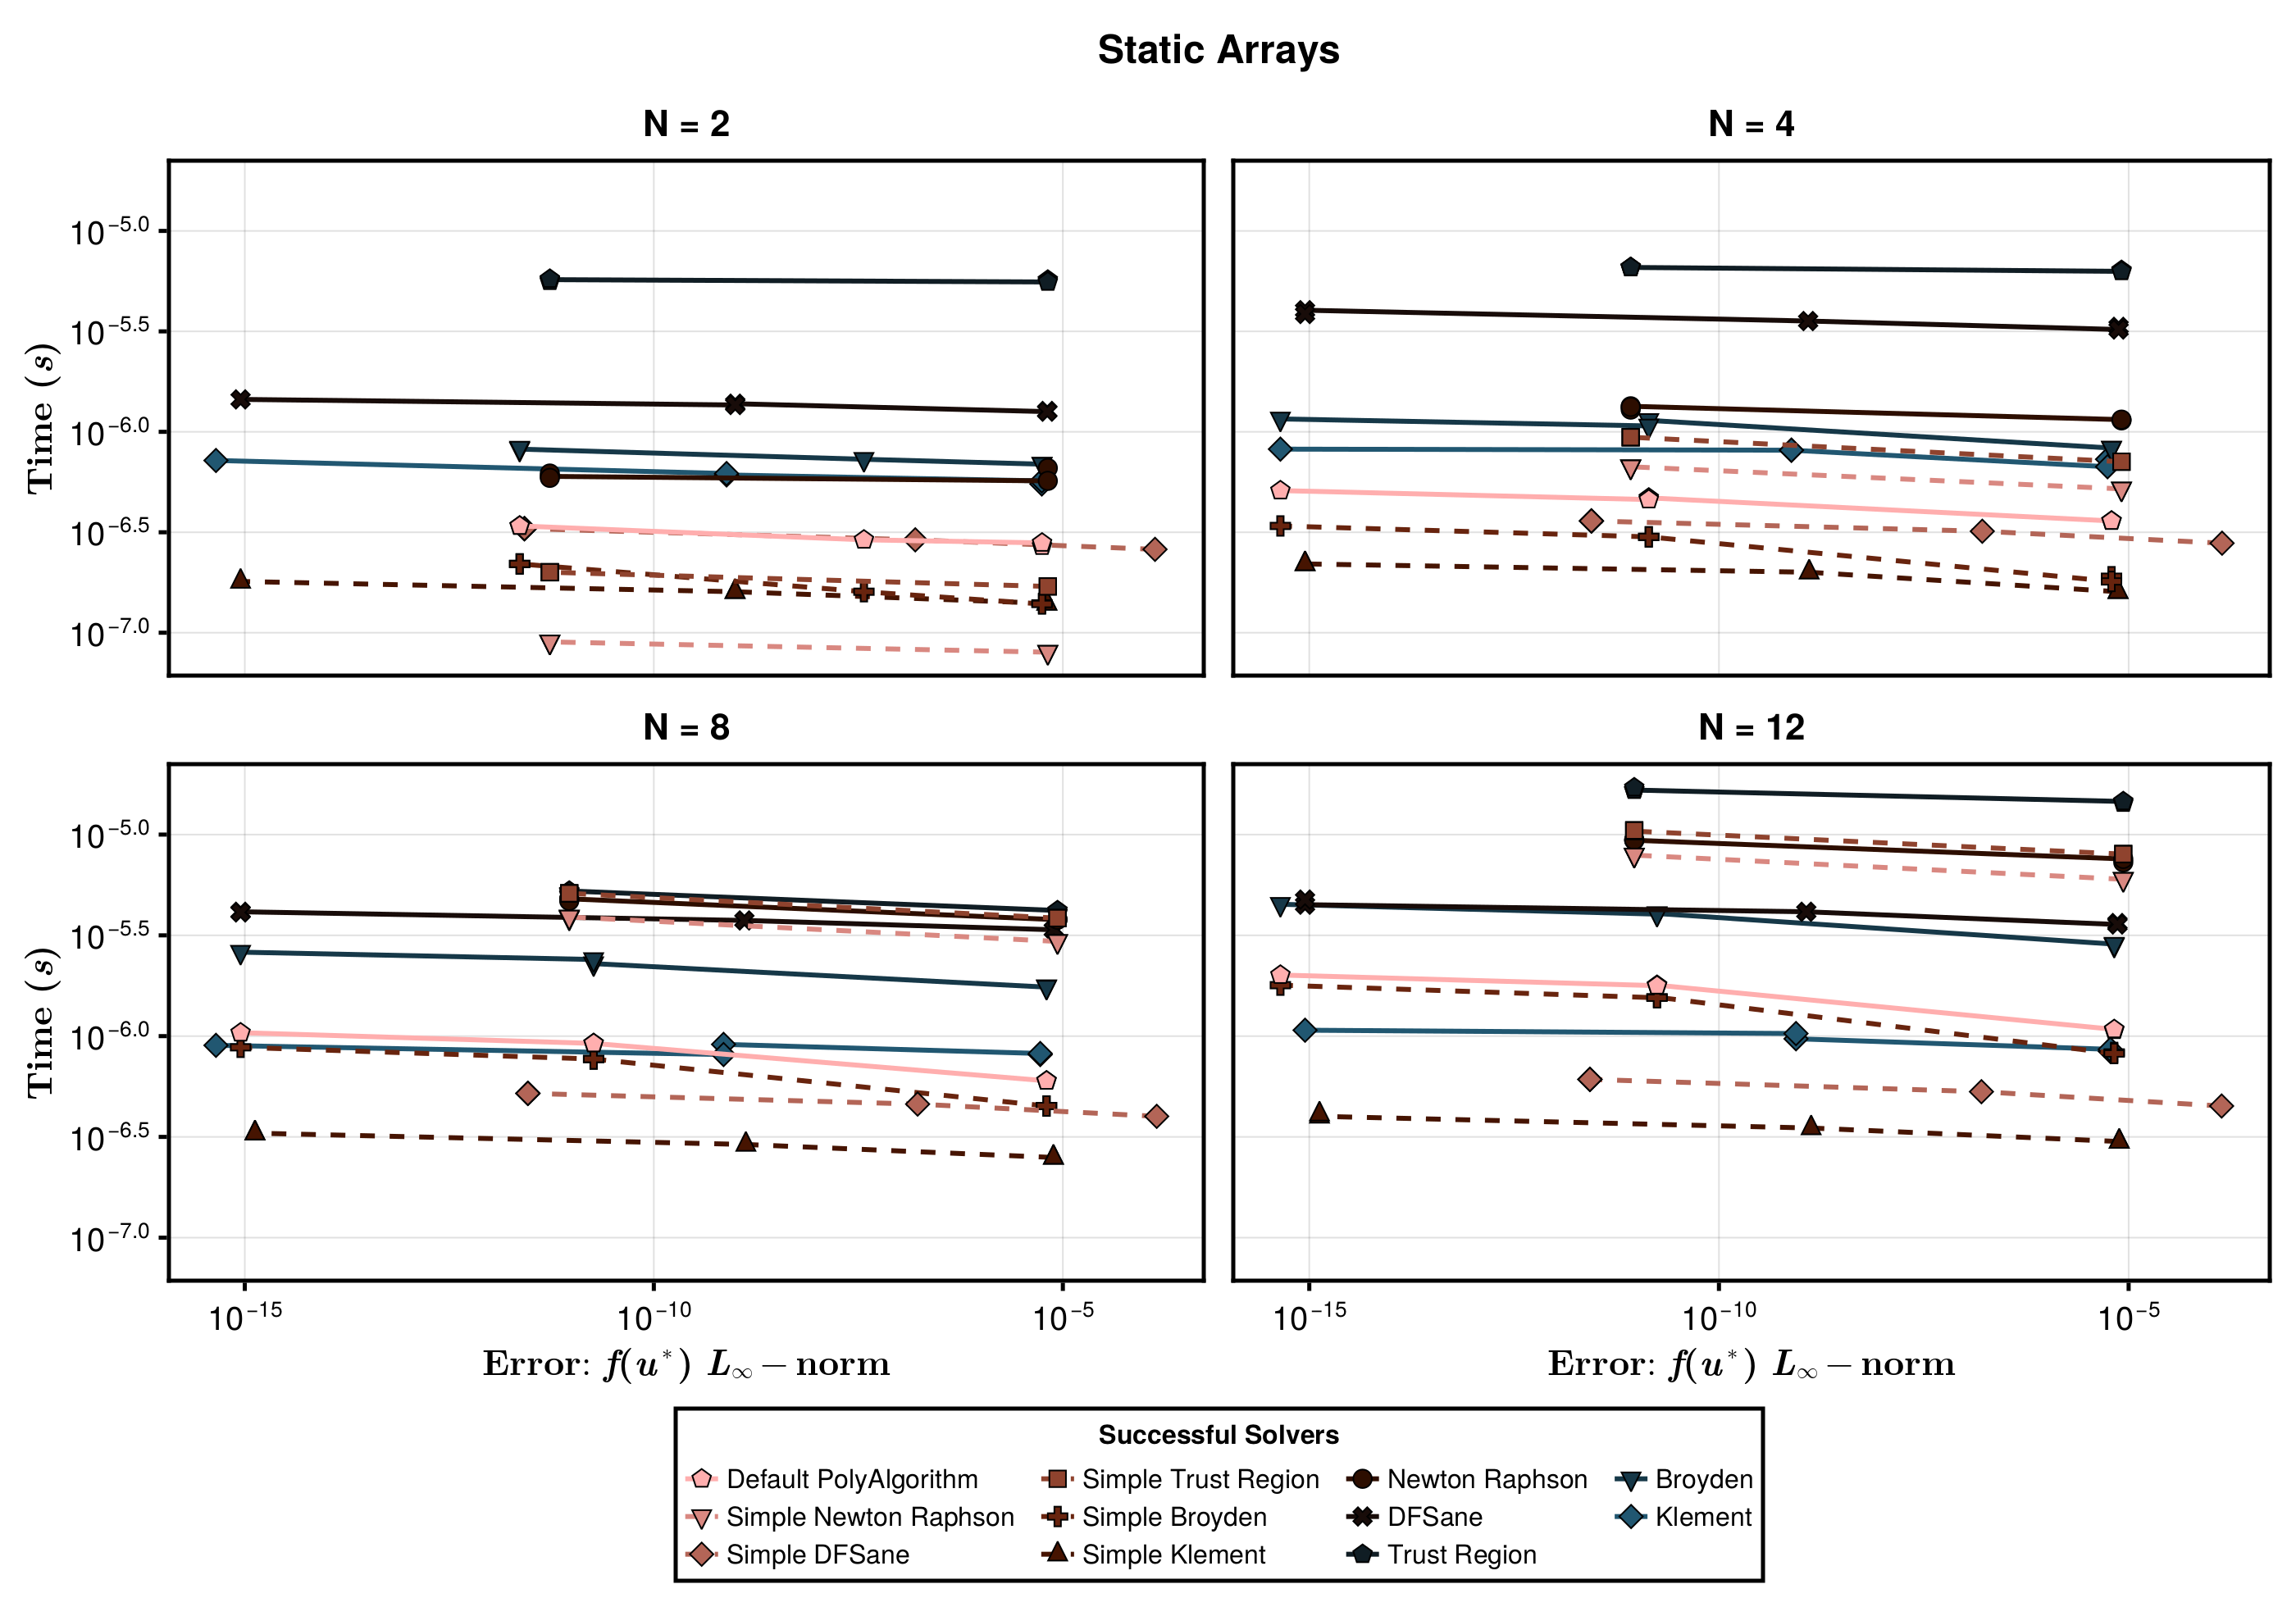 Static Arrays
N = 2
N = 4
10^−5.0
10^−5.5
10^−6.0
10^−6.5
10^−7.0
Time (s)
N = 8
N = 12
10^−5.0
10^−5.5
10^−6.0
10^−6.5
10^−7.0
Time (s)
10^−15 10^−10 10^−5
10^−15 10^−10 10^−5
Error: f(u*) L∞ − norm
Error: f(u*) L∞ − norm
Successful Solvers
Default PolyAlgorithm Simple Trust Region Newton Raphson Broyden
Simple Newton Raphson Simple Broyden DFSane Klement
Simple DFSane Simple Klement Trust Region